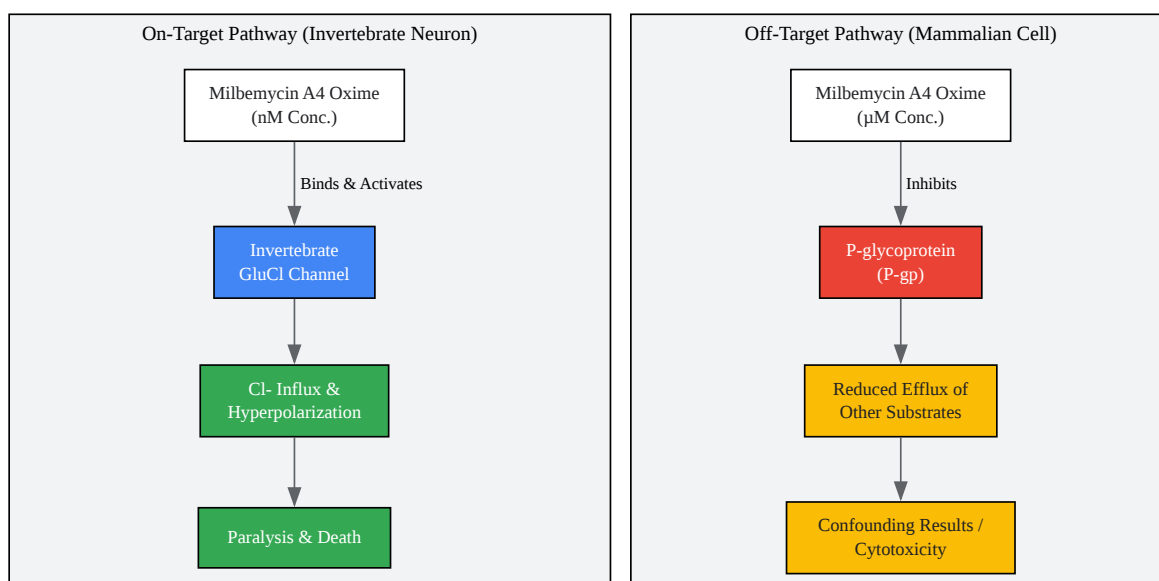 On-Target Pathway (Invertebrate Neuron)
Milbemycin A4 Oxime
(nM Conc.)
Binds & Activates
Invertebrate
GluCl Channel
Cl- Influx &
Hyperpolarization
Paralysis & Death
Off-Target Pathway (Mammalian Cell)
Milbemycin A4 Oxime
(µM Conc.)
Inhibits
P-glycoprotein
(P-gp)
Reduced Efflux of
Other Substrates
Confounding Results /
Cytotoxicity